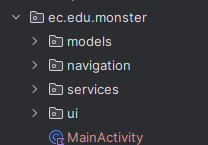 ec.edu.monster
models
navigation
services
ui
MainActivity